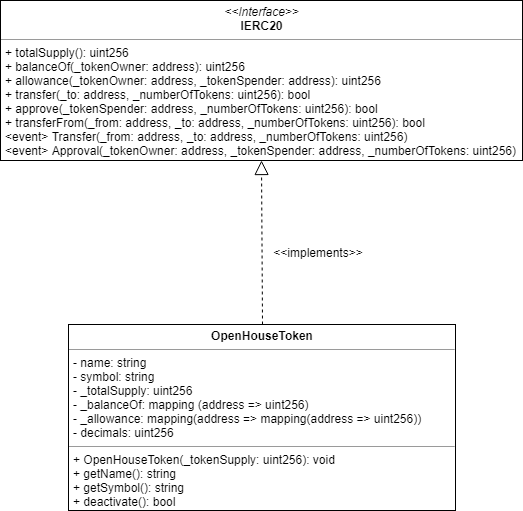 <<Interface>>
IERC20
+ totalSupply(): uint256
+ balanceOf(_tokenOwner: address): uint256
+ allowance(_tokenOwner: address, _tokenSpender: address): uint256
+ transfer(_to: address, _numberOfTokens: uint256): bool
+ approve(_tokenSpender: address, _numberOfTokens: uint256): bool
+ transferFrom(_from: address, _to: address, _numberOfTokens: uint256): bool
<event> Transfer(_from: address, _to: address, _numberOfTokens: uint256)
<event> Approval(_tokenOwner: address, _tokenSpender: address, _numberOfTokens: uint256)
<<implements>>
OpenHouseToken
- name: string
- symbol: string
- _totalSupply: uint256
- _balanceOf: mapping (address => uint256)
- _allowance: mapping(address => mapping(address => uint256))
- decimals: uint256
+ OpenHouseToken(_tokenSupply: uint256): void
+ getName(): string
+ getSymbol(): string
+ deactivate(): bool